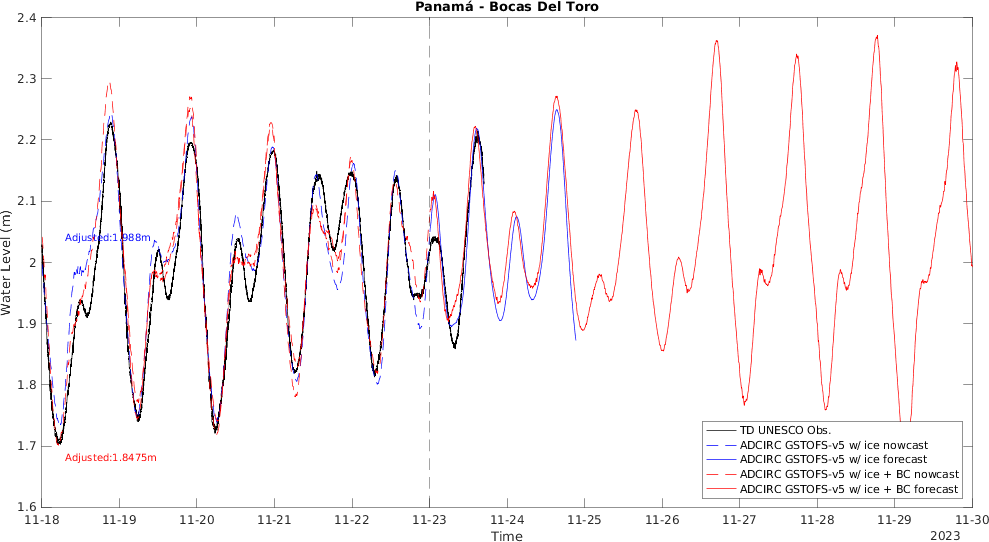 Panamá - Bocas Del Toro
2.4
2.3
2.2
2.1
2
1.9
1.8
1.7
1.6
Water Level (m)
Adjusted:1.988m
Adjusted:1.8475m
TD UNESCO Obs.
ADCIRC GSTOFS-v5 w/ ice nowcast
ADCIRC GSTOFS-v5 w/ ice forecast
ADCIRC GSTOFS-v5 w/ ice + BC nowcast
ADCIRC GSTOFS-v5 w/ ice + BC forecast
11-18 11-19 11-20 11-21 11-22 11-23 11-24 11-25 11-26 11-27 11-28 11-29 11-30
Time
2023